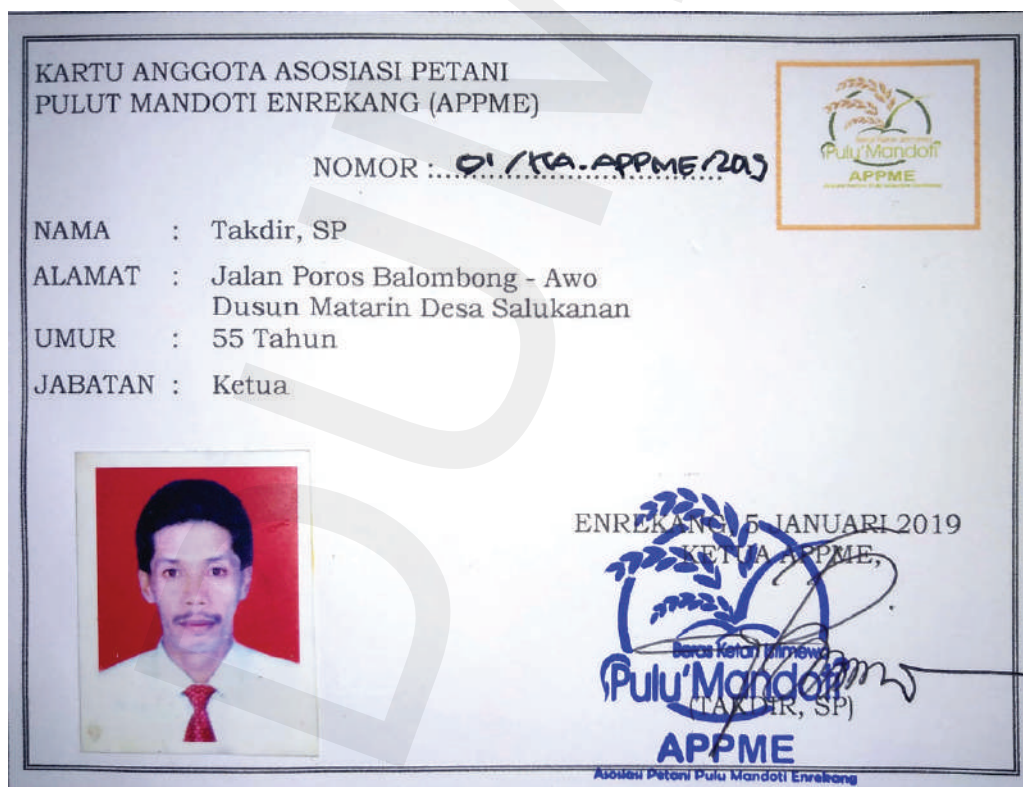 KARTU ANGGOTA ASOSIASI PETANI
PULUT MANDOTI ENREKANG (APPME)
NOMOR : 01/KTA.APPME/2019
Pulu'Mandoti
APPME
NAMA : Takdir, SP
ALAMAT : Jalan Poros Balombong - Awo
Dusun Matarin Desa Salukanan
UMUR : 55 Tahun
JABATAN : Ketua
ENREKANG, 5 JANUARI 2019
KETUA APPME,
Beras Ketan Istimewa
Pulu'Mandoti
(TAKDIR, SP)
APPME
Asosiasi Petani Pulu Mandoti Enrekang